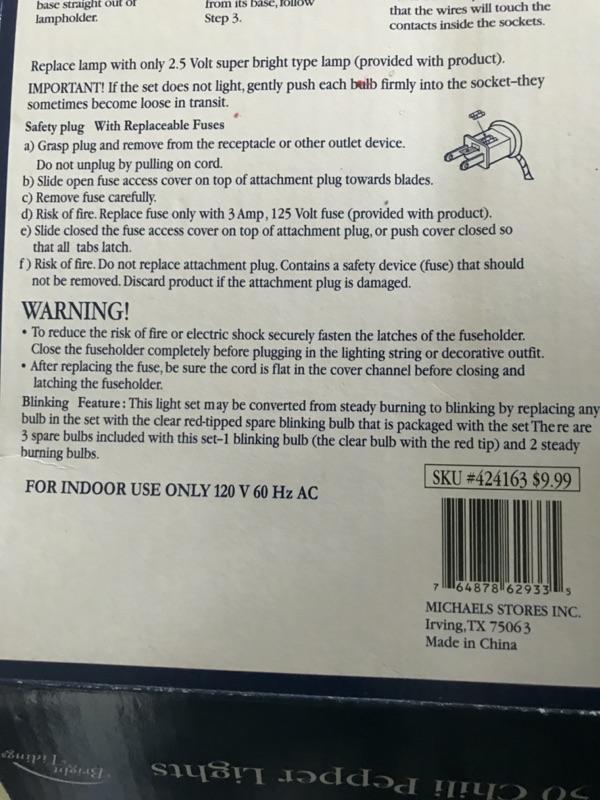 base straight out of
lampholder.
from its base, follow
Step 3.
that the wires will touch the
contacts inside the sockets.
Replace lamp with only 2.5 Volt super bright type lamp (provided with product).
IMPORTANT! If the set does not light, gently push each bulb firmly into the socket–they
sometimes become loose in transit.
Safety plug With Replaceable Fuses
a) Grasp plug and remove from the receptacle or other outlet device.
Do not unplug by pulling on cord.
b) Slide open fuse access cover on top of attachment plug towards blades.
c) Remove fuse carefully.
d) Risk of fire. Replace fuse only with 3 Amp, 125 Volt fuse (provided with product).
e) Slide closed the fuse access cover on top of attachment plug, or push cover closed so
that all tabs latch.
f) Risk of fire. Do not replace attachment plug. Contains a safety device (fuse) that should
not be removed. Discard product if the attachment plug is damaged.
WARNING!
• To reduce the risk of fire or electric shock securely fasten the latches of the fuseholder.
Close the fuseholder completely before plugging in the lighting string or decorative outfit.
• After replacing the fuse, be sure the cord is flat in the cover channel before closing and
latching the fuseholder.
Blinking Feature: This light set may be converted from steady burning to blinking by replacing any
bulb in the set with the clear red-tipped spare blinking bulb that is packaged with the set There are
3 spare bulbs included with this set–1 blinking bulb (the clear bulb with the red tip) and 2 steady
burning bulbs.
FOR INDOOR USE ONLY 120 V 60 Hz AC
SKU #424163 $9.99
7 64878 62933 5
MICHAELS STORES INC.
Irving, TX 75063
Made in China
50 Chili Pepper Lights
Bright
Tidings